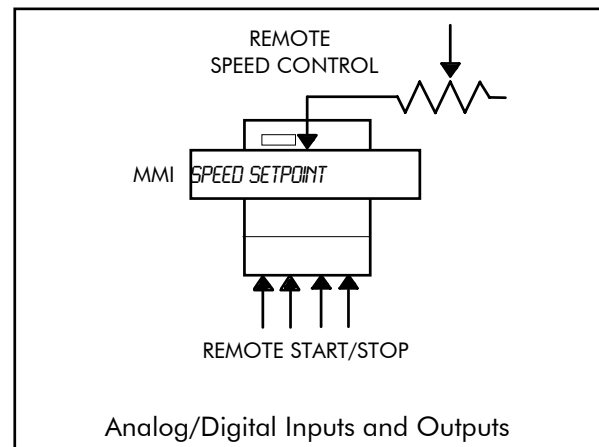 REMOTE
SPEED CONTROL
MMI
SPEED SETPOINT
REMOTE START/STOP
Analog/Digital Inputs and Outputs